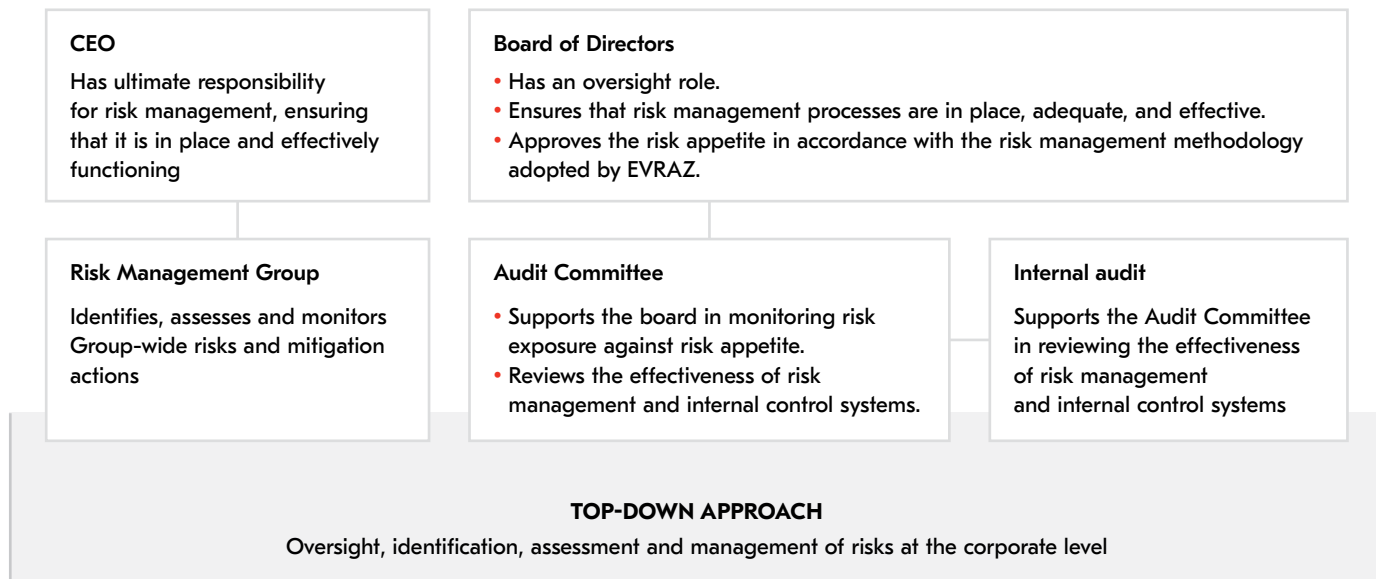 CEO
Has ultimate responsibility
for risk management, ensuring
that it is in place and effectively
functioning
Board of Directors
• Has an oversight role.
• Ensures that risk management processes are in place, adequate, and effective.
• Approves the risk appetite in accordance with the risk management methodology
adopted by EVRAZ.
Risk Management Group
Identifies, assesses and monitors
Group-wide risks and mitigation
actions
Audit Committee
• Supports the board in monitoring risk
exposure against risk appetite.
• Reviews the effectiveness of risk
management and internal control systems.
Internal audit
Supports the Audit Committee
in reviewing the effectiveness
of risk management
and internal control systems
TOP-DOWN APPROACH
Oversight, identification, assessment and management of risks at the corporate level